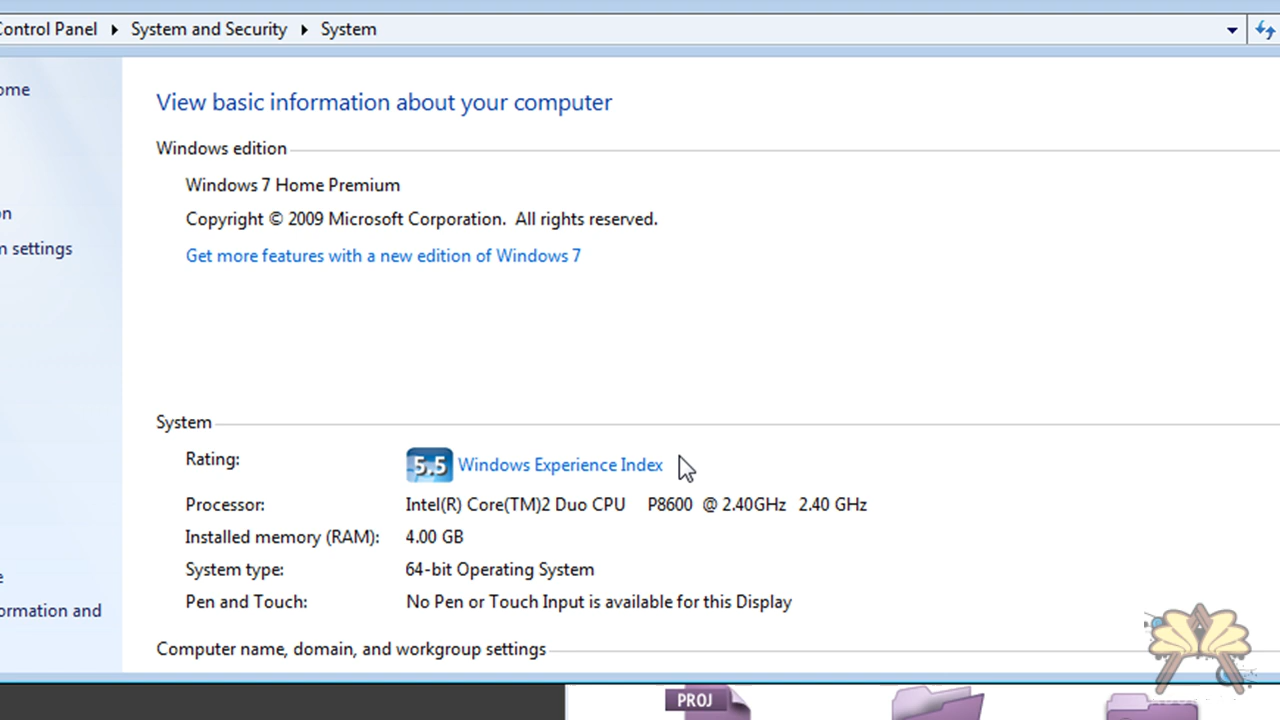 Control Panel ▸ System and Security ▸ System
ome
View basic information about your computer
Windows edition
Windows 7 Home Premium
on
Copyright © 2009 Microsoft Corporation.  All rights reserved.
m settings
Get more features with a new edition of Windows 7
System
Rating:
5.5 Windows Experience Index
Processor: Intel(R) Core(TM)2 Duo CPU     P8600  @ 2.40GHz  2.40 GHz
Installed memory (RAM): 4.00 GB
System type: 64-bit Operating System
e
Pen and Touch: No Pen or Touch Input is available for this Display
ormation and
Computer name, domain, and workgroup settings
PROJ